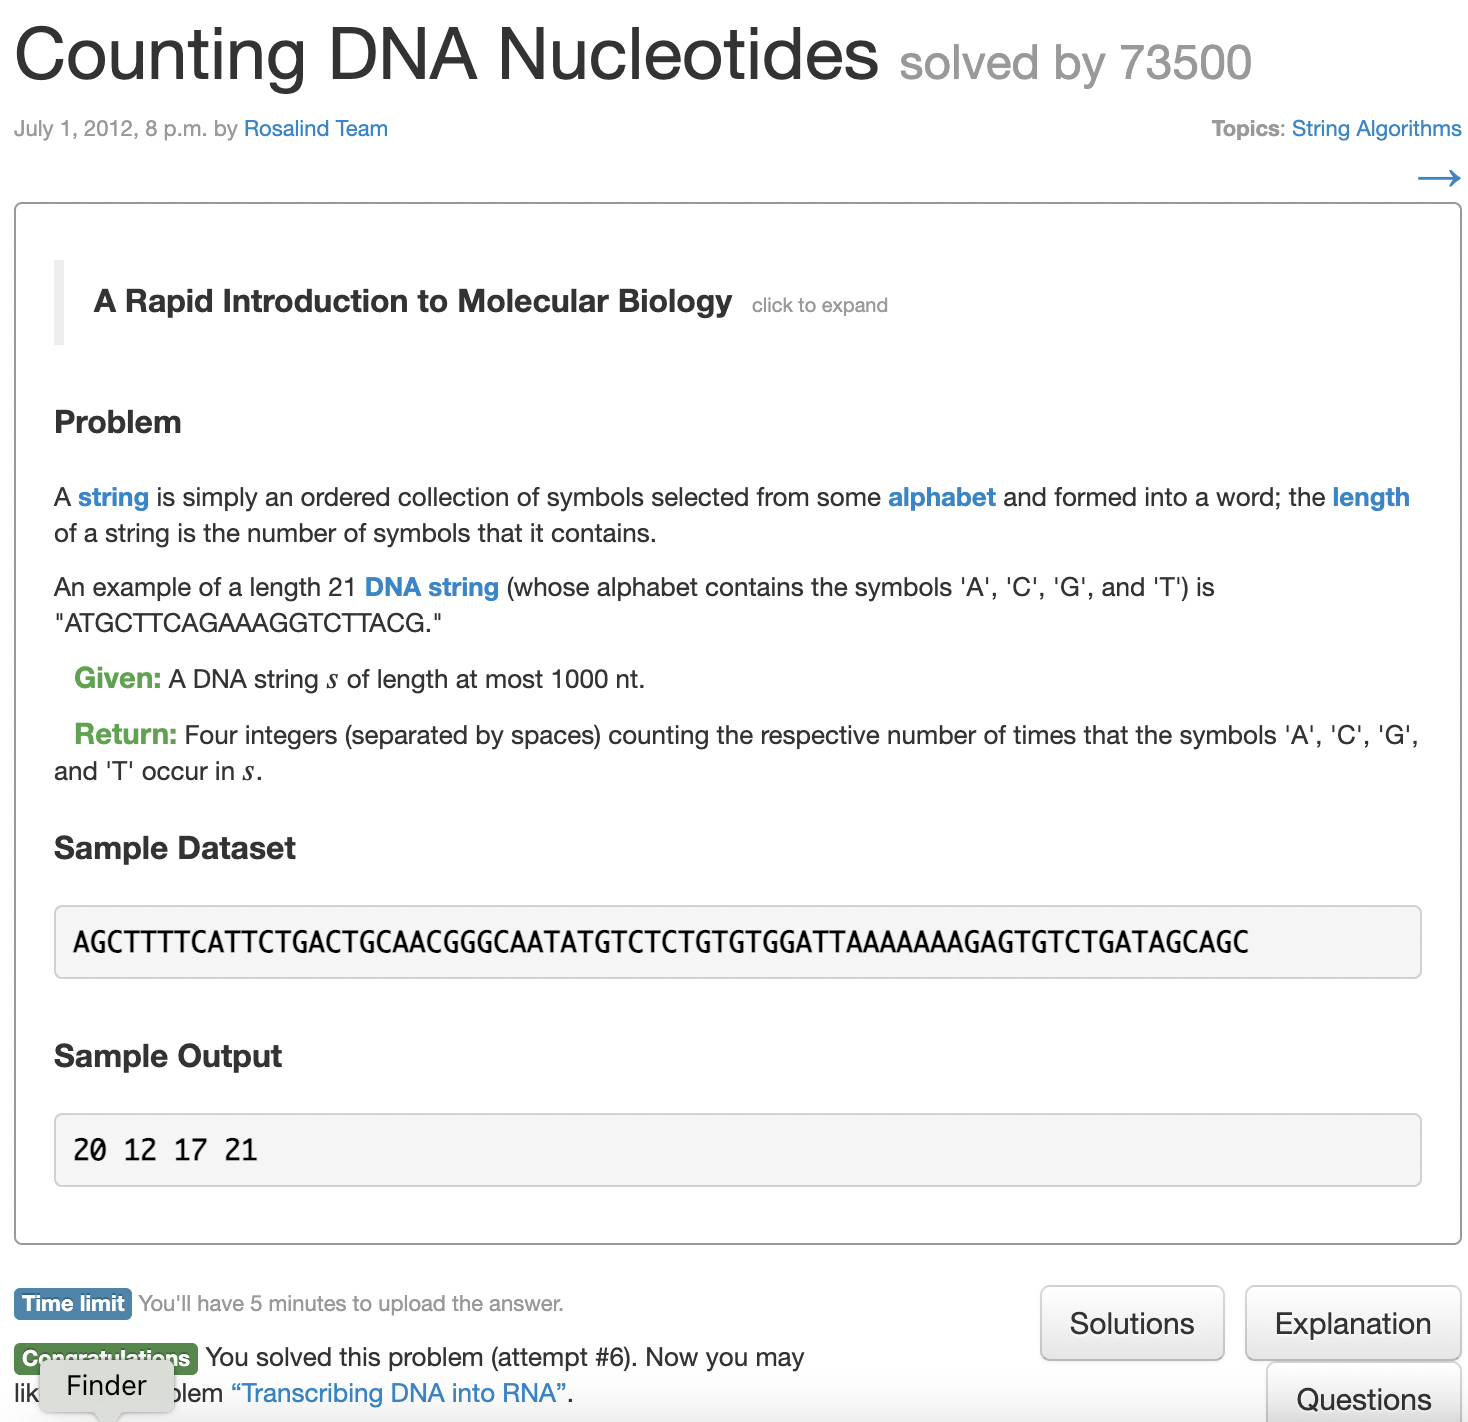 Counting DNA Nucleotides solved by 73500
July 1, 2012, 8 p.m. by Rosalind Team
Topics: String Algorithms
→
A Rapid Introduction to Molecular Biology click to expand
Problem
A string is simply an ordered collection of symbols selected from some alphabet and formed into a word; the length
of a string is the number of symbols that it contains.
An example of a length 21 DNA string (whose alphabet contains the symbols 'A', 'C', 'G', and 'T') is
"ATGCTTCAGAAAGGTCTTACG."
Given: A DNA string s of length at most 1000 nt.
Return: Four integers (separated by spaces) counting the respective number of times that the symbols 'A', 'C', 'G',
and 'T' occur in s.
Sample Dataset
AGCTTTTCATTCTGACTGCAACGGGCAATATGTCTCTGTGTGGATTAAAAAAAGAGTGTCTGATAGCAGC
Sample Output
20 12 17 21
Time limit You'll have 5 minutes to upload the answer.
Solutions
Explanation
Congratulations You solved this problem (attempt #6). Now you may
lik
Finder
blem “Transcribing DNA into RNA”.
Questions